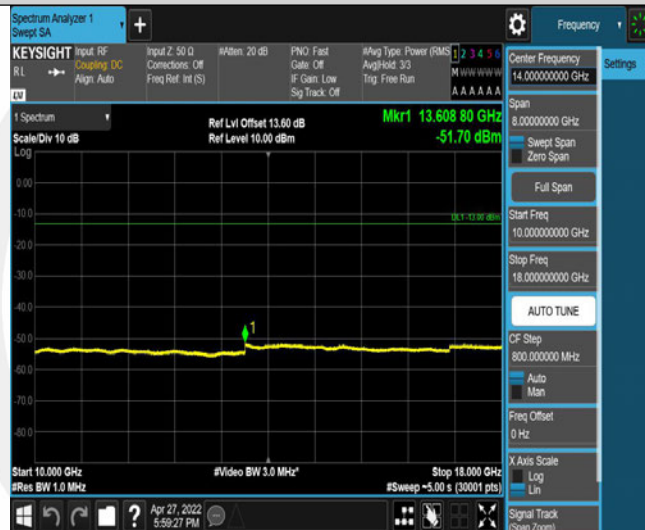 Spectrum Analyzer 1
Swept SA
+
Frequency
KEYSIGHT
RL
LXI
Input: RF
Coupling: DC
Align: Auto
Input Z: 50 Ω
Corrections: Off
Freq Ref: Int (S)
#Atten: 20 dB
PNO: Fast
Gate: Off
IF Gain: Low
Sig Track: Off
#Avg Type: Power (RMS
Avg|Hold: 3/3
Trig: Free Run
1 2 3 4 5 6
M W W W W W
A A A A A A
1 Spectrum
Scale/Div 10 dB
Log
Ref Lvl Offset 13.60 dB
Ref Level 10.00 dBm
Mkr1 13.608 80 GHz
-51.70 dBm
0.00
-10.0
DL1 -13.00 dBm
-20.0
-30.0
-40.0
1
-50.0
-60.0
-70.0
-80.0
Start 10.000 GHz
#Res BW 1.0 MHz
#Video BW 3.0 MHz*
Stop 18.000 GHz
#Sweep ~5.00 s (30001 pts)
?
Apr 27, 2022
5:59:27 PM
Center Frequency
14.000000000 GHz
Settings
Span
8.00000000 GHz
Swept Span
Zero Span
Full Span
Start Freq
10.000000000 GHz
Stop Freq
18.000000000 GHz
AUTO TUNE
CF Step
800.000000 MHz
Auto
Man
Freq Offset
0 Hz
X Axis Scale
Log
Lin
Signal Track
(Span Zoom)